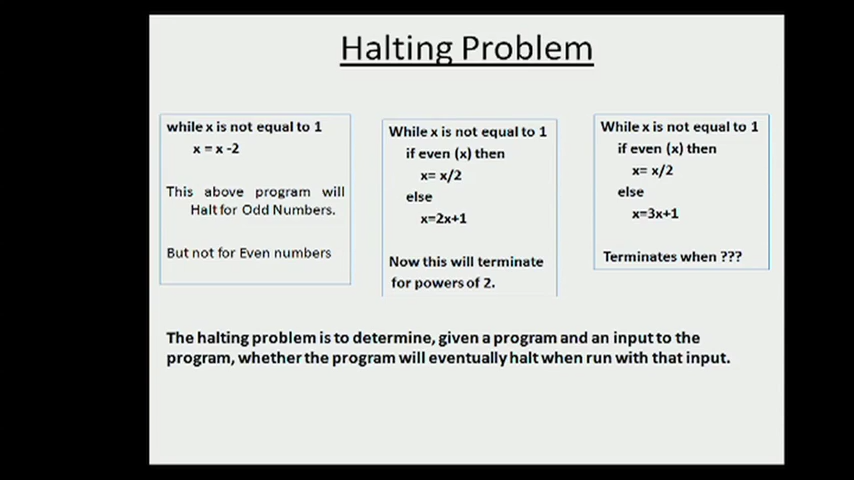 Halting Problem
while x is not equal to 1
x = x -2
This above program will
Halt for Odd Numbers.
But not for Even numbers
While x is not equal to 1
if even (x) then
x= x/2
else
x=2x+1
Now this will terminate
for powers of 2.
While x is not equal to 1
if even (x) then
x= x/2
else
x=3x+1
Terminates when ???
The halting problem is to determine, given a program and an input to the
program, whether the program will eventually halt when run with that input.